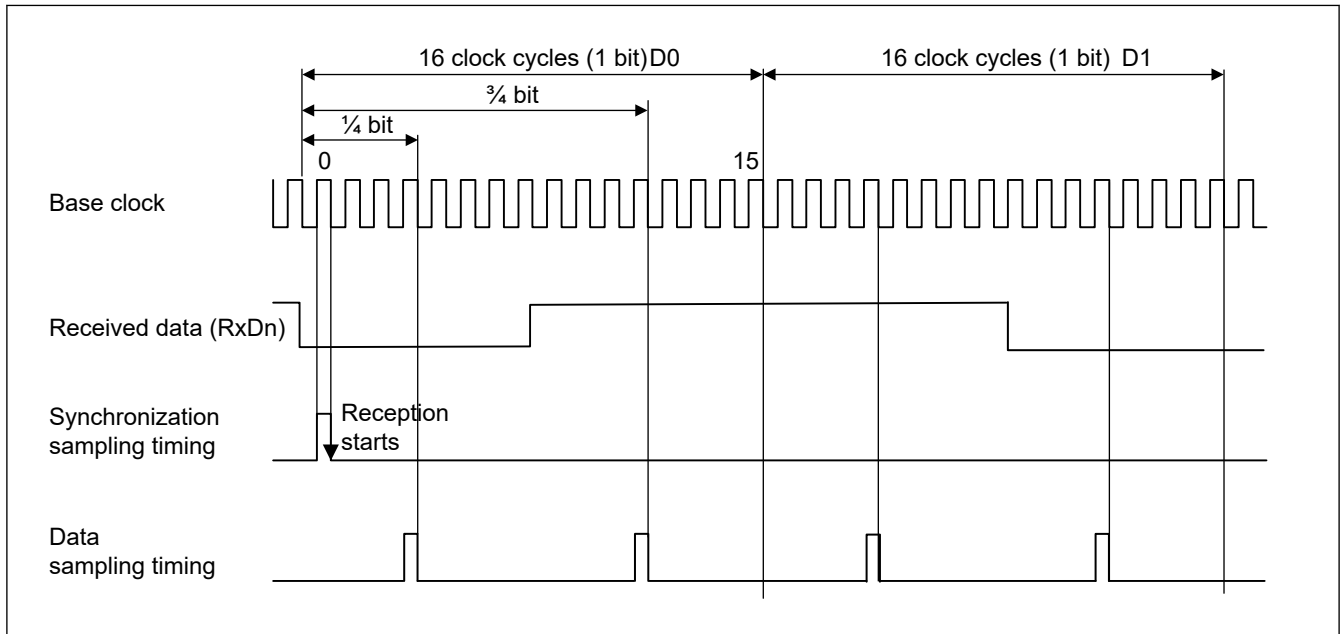 16 clock cycles (1 bit) D0
16 clock cycles (1 bit) D1
¾ bit
¼ bit
0
15
Base clock
Received data (RxDn)
Synchronization
sampling timing
Reception
starts
Data
sampling timing